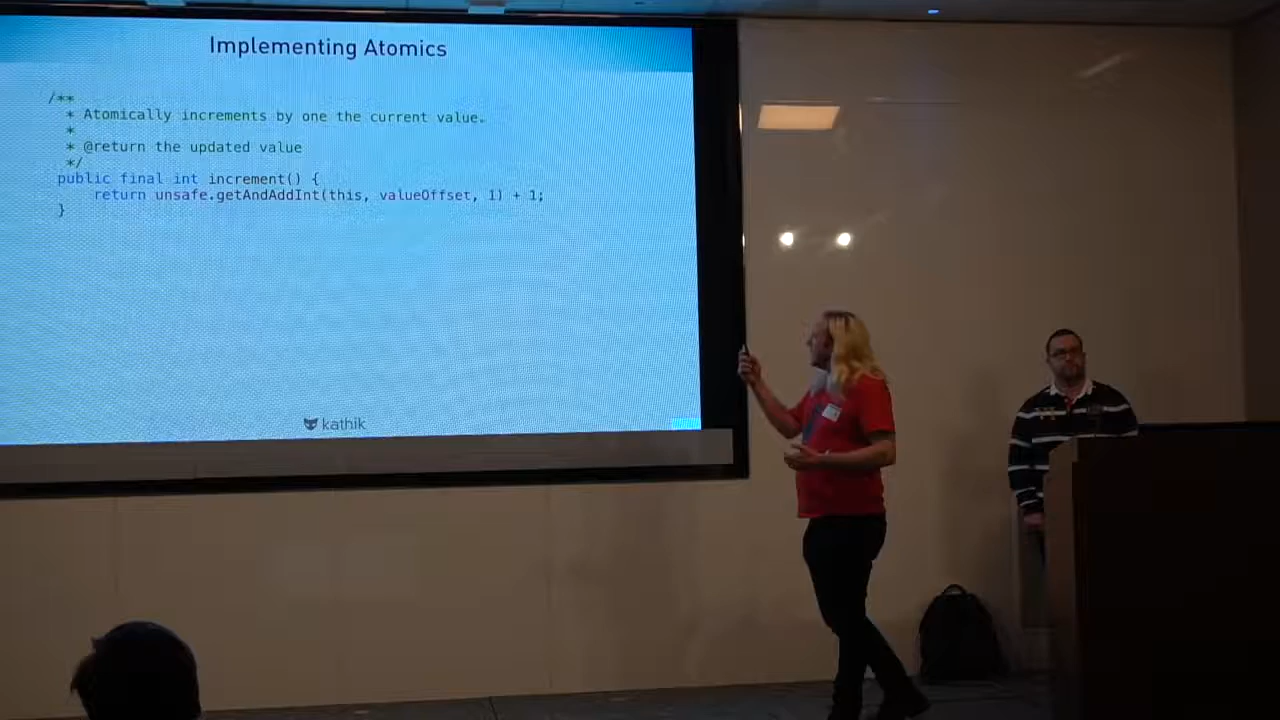 Implementing Atomics
/**
* Atomically increments by one the current value.
*
* @return the updated value
*/
public final int increment() {
return unsafe.getAndAddInt(this, valueOffset, 1) + 1;
}
kathik